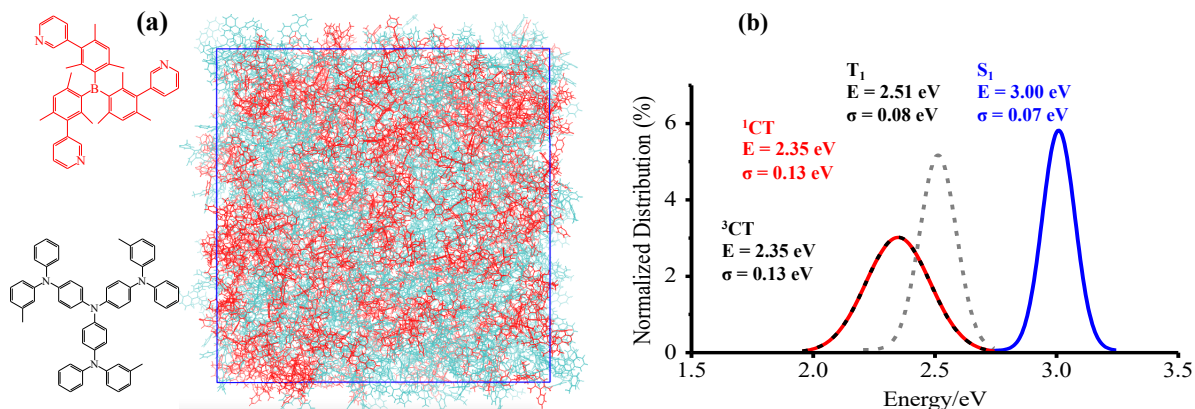 (a)
N
N
B
N
N
N
N
N
(b)
T₁
E = 2.51 eV
σ = 0.08 eV
S₁
E = 3.00 eV
σ = 0.07 eV
¹CT
E = 2.35 eV
σ = 0.13 eV
³CT
E = 2.35 eV
σ = 0.13 eV
Normalized Distribution (%)
6
4
2
0
1.5 2.0 2.5 3.0 3.5
Energy/eV